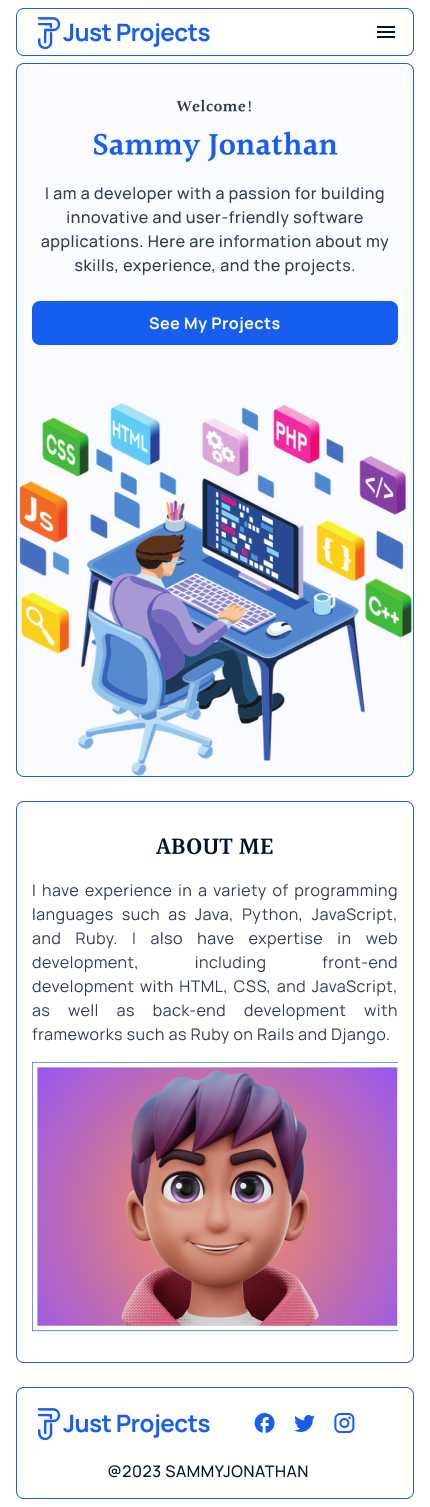 Just Projects
Welcome!
Sammy Jonathan
I am a developer with a passion for building
innovative and user-friendly software
applications. Here are information about my
skills, experience, and the projects.
See My Projects
CSS
HTML
PHP
</>
Js
{ }
C++
ABOUT ME
I have experience in a variety of programming
languages such as Java, Python, JavaScript,
and Ruby. I also have expertise in web
development, including front-end
development with HTML, CSS, and JavaScript,
as well as back-end development with
frameworks such as Ruby on Rails and Django.
Just Projects
@2023 SAMMYJONATHAN